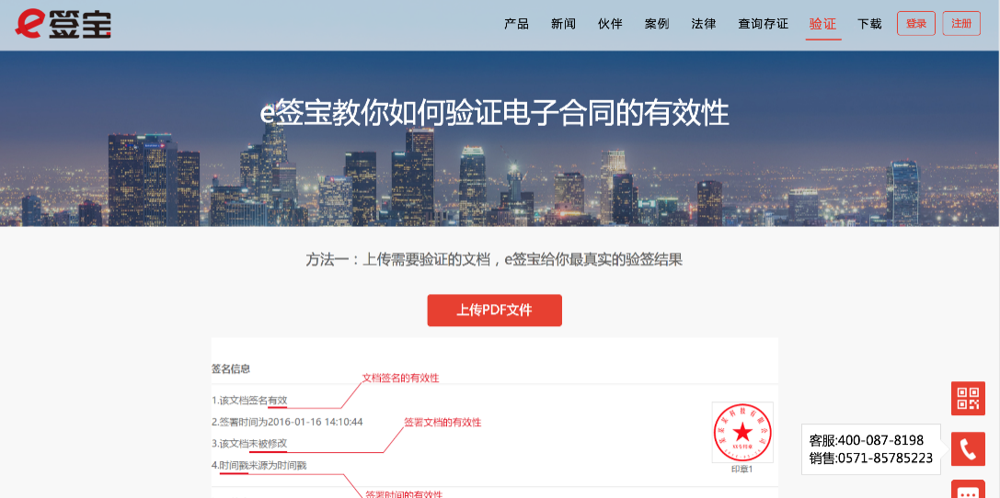 e签宝
产品 新闻 伙伴 案例 法律 查询存证 验证 下载 登录 注册
e签宝教你如何验证电子合同的有效性
方法一：上传需要验证的文档，e签宝给你最真实的验签结果
上传PDF文件
签名信息
文档签名的有效性
1.该文档签名有效
2.签署时间为2016-01-16 14:10:44
签署文档的有效性
3.该文档未被修改
4.时间戳来源为时间戳
印章1
签署时间的有效性
客服:400-087-8198
销售:0571-85785223